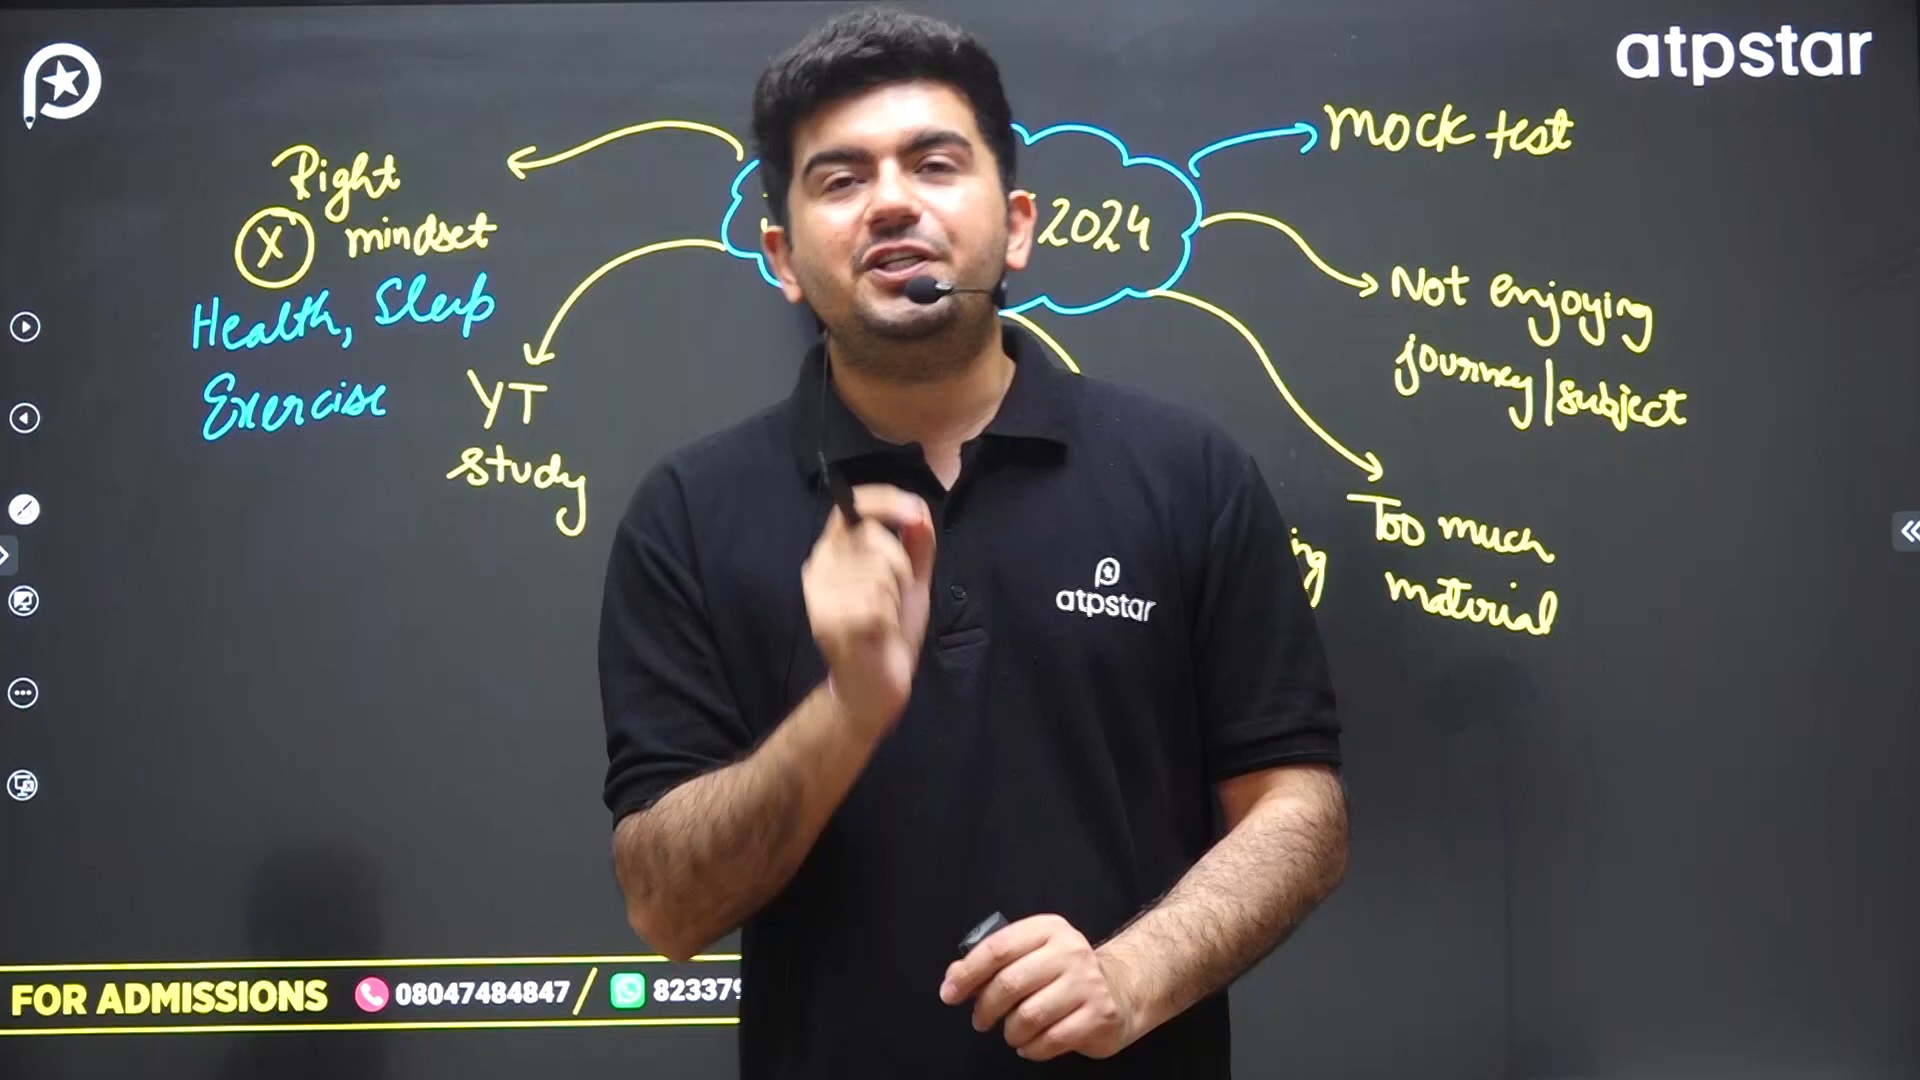 atpstar
Mock test
Right
X mindset
2024
Health, Sleep
Not enjoying
Exercise
journey/subject
YT
study
Too much
ing
material
atpstar
FOR ADMISSIONS 08047484847 / 82337